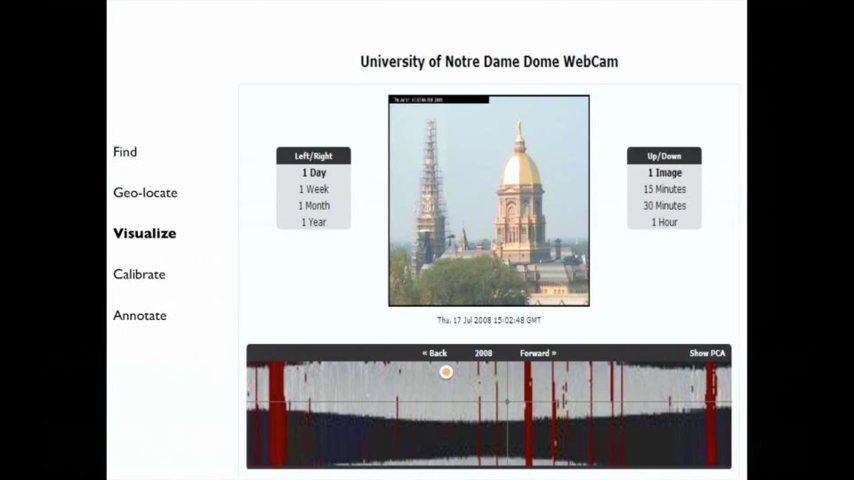 University of Notre Dame Dome WebCam
Find
Geo-locate
Visualize
Calibrate
Annotate
Left/Right
1 Day
1 Week
1 Month
1 Year
Up/Down
1 Image
15 Minutes
30 Minutes
1 Hour
Thu, 17 Jul 2008 15:02:48 GMT
« Back 2008 Forward » Show PCA